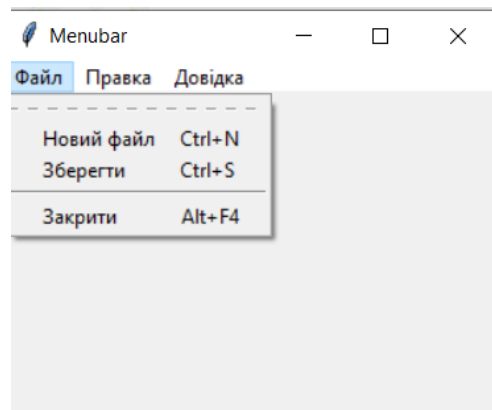 Menubar
Файл Правка Довідка
Новий файл Ctrl+N
Зберегти Ctrl+S
Закрити Alt+F4